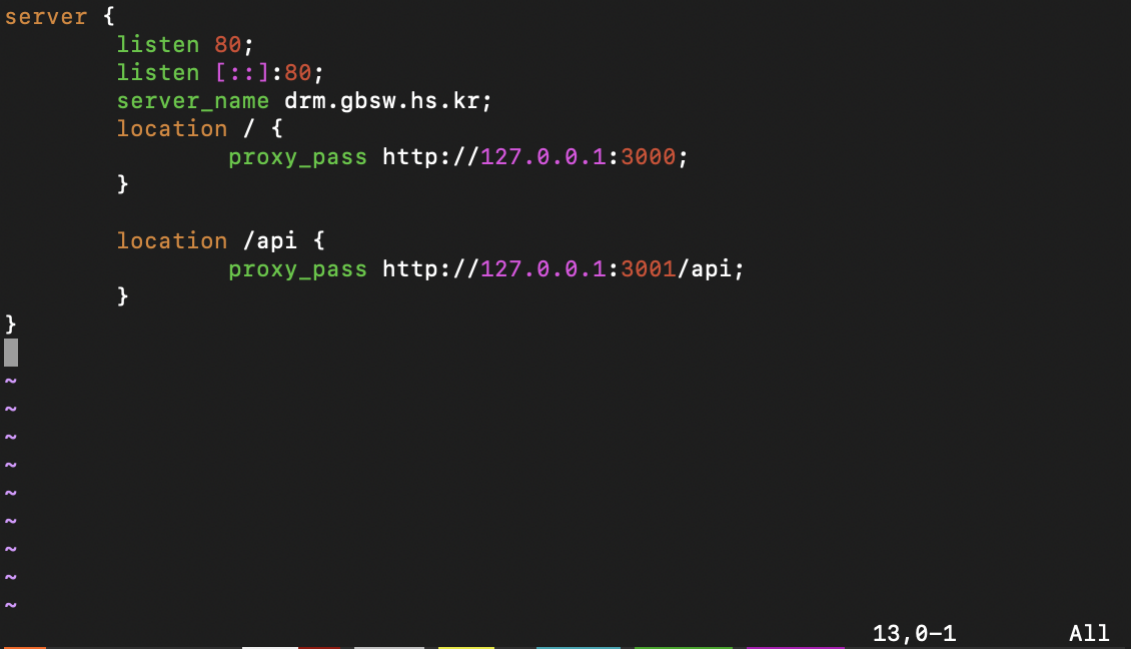 server {
        listen 80;
        listen [::]:80;
        server_name drm.gbsw.hs.kr;
        location / {
                proxy_pass http://127.0.0.1:3000;
        }

        location /api {
                proxy_pass http://127.0.0.1:3001/api;
        }
}
~
~
~
~
~
~
~
~
~
13,0-1 All